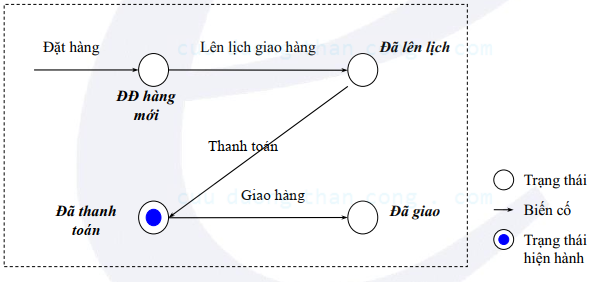 Đặt hàng
Lên lịch giao hàng
Đã lên lịch
ĐĐ hàng
mới
Thanh toán
Giao hàng
Đã thanh
toán
Đã giao
Trạng thái
Biến cố
Trạng thái
hiện hành